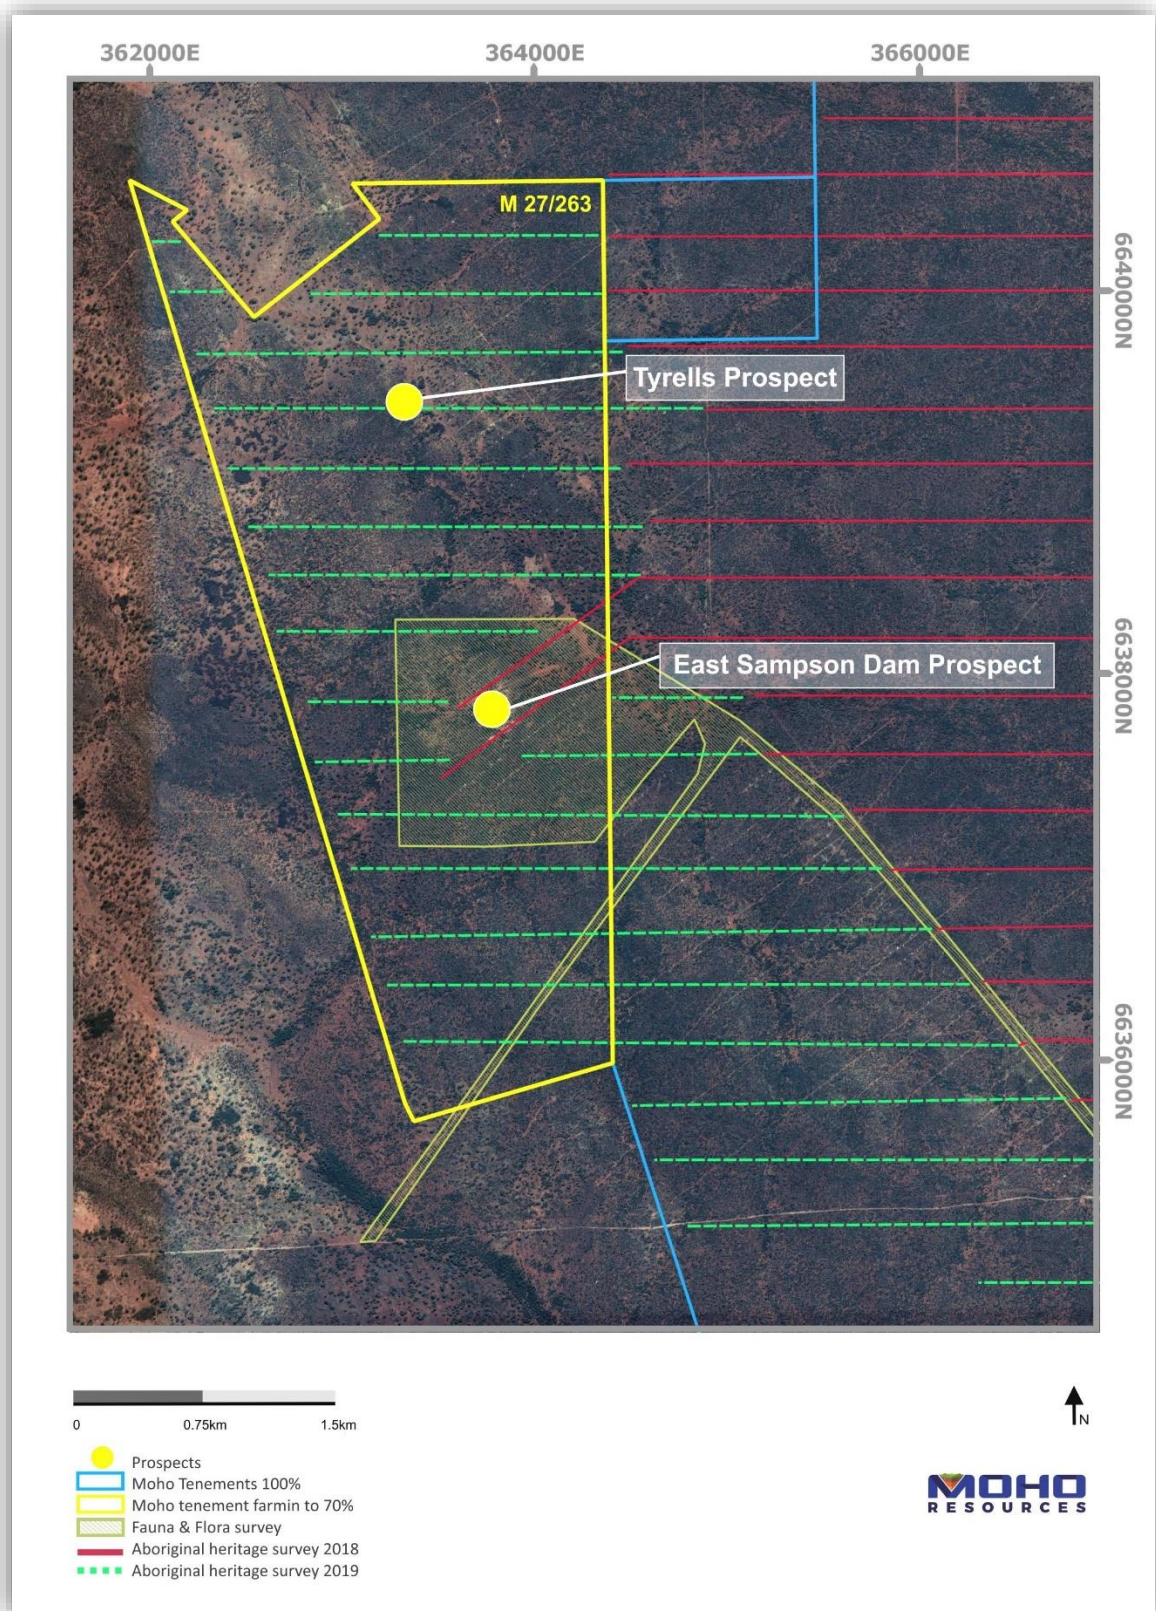 362000E
364000E
366000E
M 27/263
6640000N
Tyrells Prospect
East Sampson Dam Prospect
6638000N
6636000N
0
0.75km
1.5km
N
Prospects
Moho Tenements 100%
Moho tenement farmin to 70%
Fauna & Flora survey
Aboriginal heritage survey 2018
Aboriginal heritage survey 2019
MOHO
RESOURCES